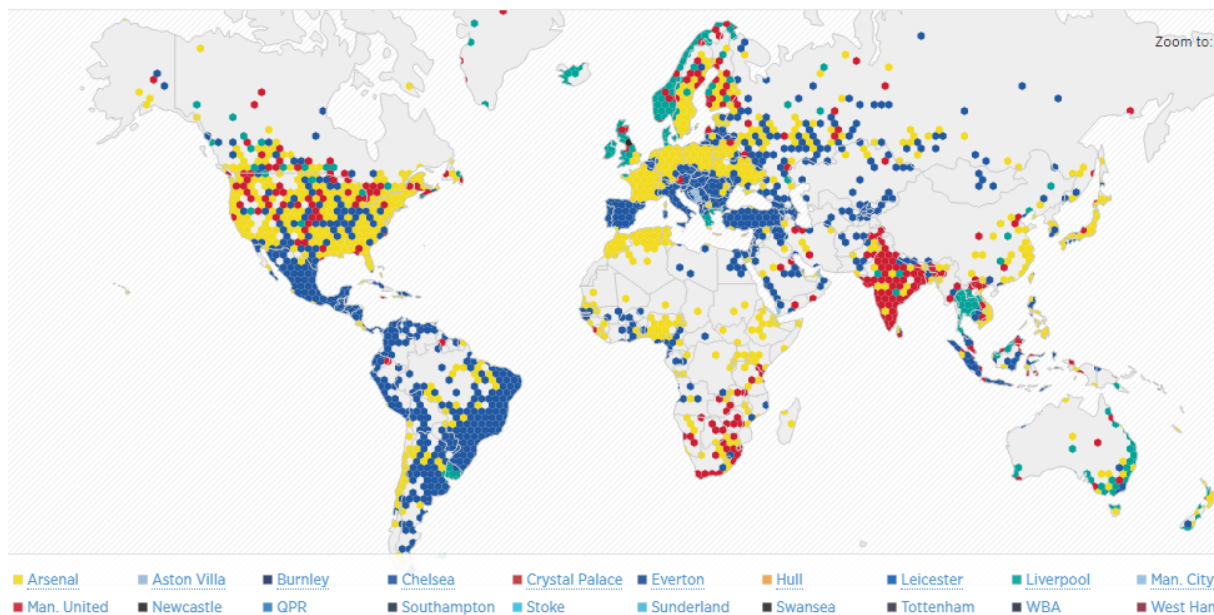 Zoom to:
Arsenal Aston Villa Burnley Chelsea Crystal Palace Everton Hull Leicester Liverpool Man. City
Man. United Newcastle QPR Southampton Stoke Sunderland Swansea Tottenham WBA West Ham